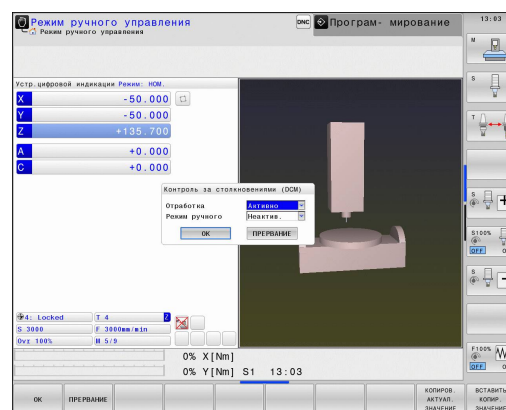 Режим ручного управления
Режим ручного управления
DNC
Програм- мирование
13:03
M
Устр.цифровой индикации Режим: НОМ.
X -50.000
Y -50.000
Z +135.700
A +0.000
C +0.000
S
T
Контроль за столкновениями (DCM)
Отработка Активно
Режим ручного Неактив.
ОК ПРЕРВАНИЕ
S
S100%
OFF
S
4: Locked T 4 Z
S 3000 F 3000mm/min
Ovr 100% M 5/9
0% X[Nm]
0% Y[Nm] S1 13:03
F100%
OFF
ОК
ПРЕРВАНИЕ
КОПИРОВ. АКТУАЛ. ЗНАЧЕНИЕ
ВСТАВИТЬ КОПИР. ЗНАЧЕНИЕ